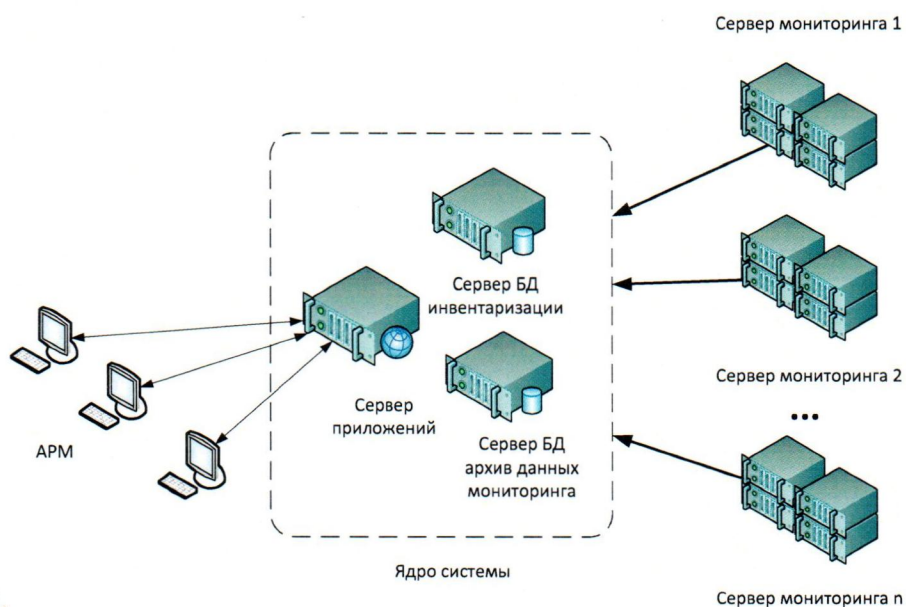 Сервер мониторинга 1
Сервер БД
инвентаризации
Сервер мониторинга 2
...
Сервер
приложений
АРМ
Сервер БД
архив данных
мониторинга
Ядро системы
Сервер мониторинга n